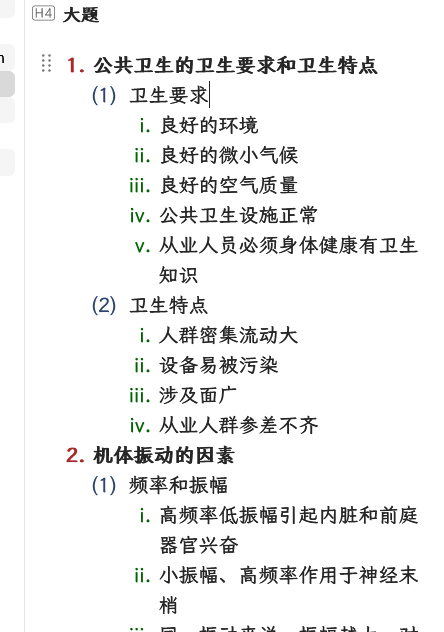 H4 大题
1. 公共卫生的卫生要求和卫生特点
(1) 卫生要求
i. 良好的环境
ii. 良好的微小气候
iii. 良好的空气质量
iv. 公共卫生设施正常
v. 从业人员必须身体健康有卫生
知识
(2) 卫生特点
i. 人群密集流动大
ii. 设备易被污染
iii. 涉及面广
iv. 从业人群参差不齐
2. 机体振动的因素
(1) 频率和振幅
i. 高频率低振幅引起内脏和前庭
器官兴奋
ii. 小振幅、高频率作用于神经末
梢